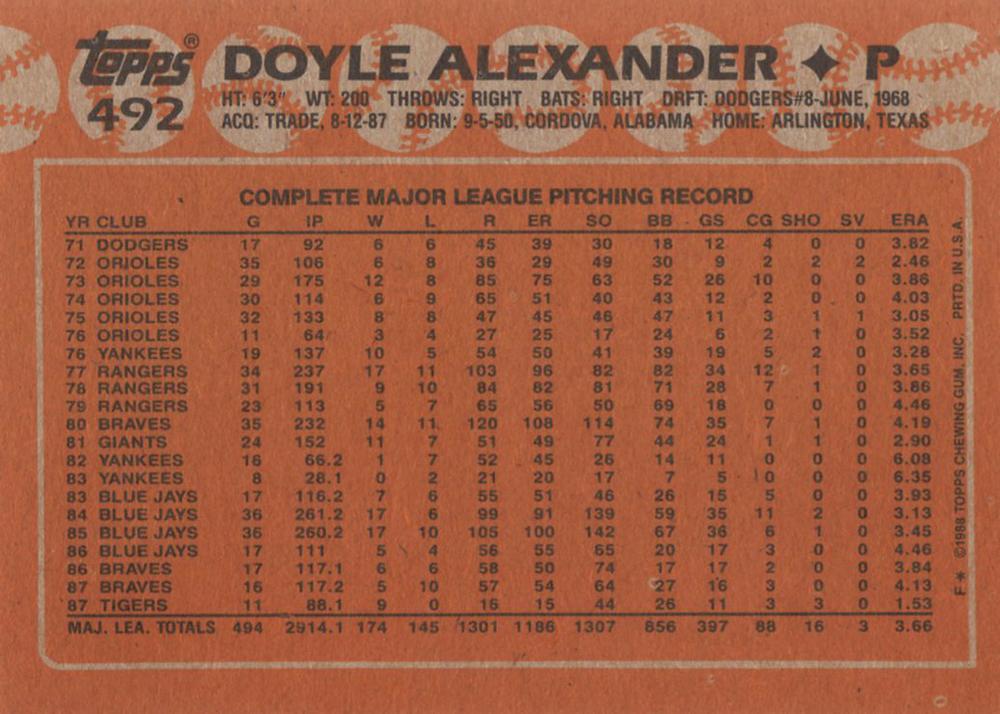 Topps® DOYLE ALEXANDER ♦ P
492 HT: 6'3" WT: 200 THROWS: RIGHT BATS: RIGHT DRFT: DODGERS#8-JUNE, 1968
ACQ: TRADE, 8-12-87 BORN: 9-5-50, CORDOVA, ALABAMA HOME: ARLINGTON, TEXAS
COMPLETE MAJOR LEAGUE PITCHING RECORD
YR CLUB G IP W L R ER SO BB GS CG SHO SV ERA
71 DODGERS 17 92 6 6 45 39 30 18 12 4 0 0 3.82
72 ORIOLES 35 106 6 8 36 29 49 30 9 2 2 2 2.46
73 ORIOLES 29 175 12 8 85 75 63 52 26 10 0 0 3.86
74 ORIOLES 30 114 6 9 65 51 40 43 12 2 0 0 4.03
75 ORIOLES 32 133 8 8 47 45 46 47 11 3 1 1 3.05
76 ORIOLES 11 64 3 4 27 25 17 24 6 2 1 0 3.52
76 YANKEES 19 137 10 5 54 50 41 39 19 5 2 0 3.28
77 RANGERS 34 237 17 11 103 96 82 82 34 12 1 0 3.65
78 RANGERS 31 191 9 10 84 82 81 71 28 7 1 0 3.86
79 RANGERS 23 113 5 7 65 56 50 69 18 0 0 0 4.46
80 BRAVES 35 232 14 11 120 108 114 74 35 7 1 0 4.19
81 GIANTS 24 152 11 7 51 49 77 44 24 1 1 0 2.90
82 YANKEES 16 66.2 1 7 52 45 26 14 11 0 0 0 6.08
83 YANKEES 8 28.1 0 2 21 20 17 7 5 0 0 0 6.35
83 BLUE JAYS 17 116.2 7 6 55 51 46 26 15 5 0 0 3.93
84 BLUE JAYS 36 261.2 17 6 99 91 139 59 35 11 2 0 3.13
85 BLUE JAYS 36 260.2 17 10 105 100 142 67 36 6 1 0 3.45
86 BLUE JAYS 17 111 5 4 56 55 65 20 17 3 0 0 4.46
86 BRAVES 17 117.1 6 6 58 50 74 17 17 2 0 0 3.84
87 BRAVES 16 117.2 5 10 57 54 64 27 16 3 0 0 4.13
87 TIGERS 11 88.1 9 0 16 15 44 26 11 3 3 0 1.53
MAJ. LEA. TOTALS 494 2914.1 174 145 1301 1186 1307 856 397 88 16 3 3.66
F* ©1988 TOPPS CHEWING GUM, INC. PRTD. IN U.S.A.